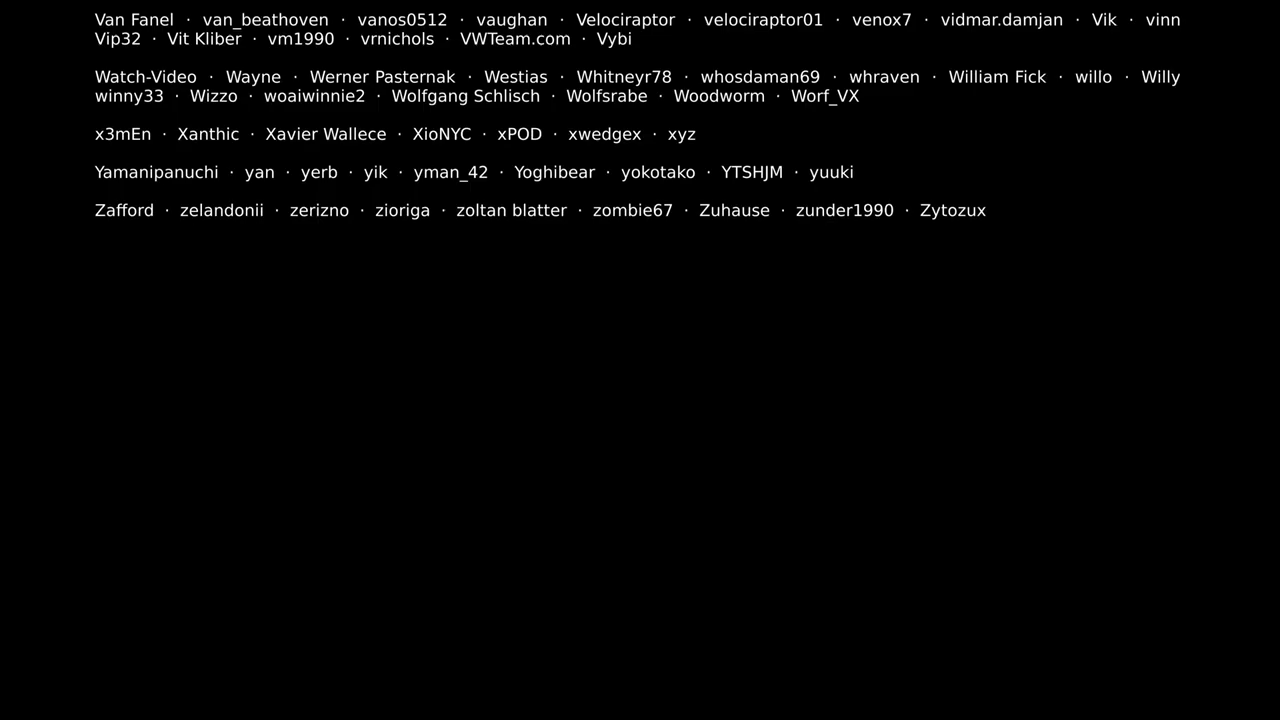 Van Fanel · van_beathoven · vanos0512 · vaughan · Velociraptor · velociraptor01 · venox7 · vidmar.damjan · Vik · vinn
Vip32 · Vit Kliber · vm1990 · vrnichols · VWTeam.com · Vybi
Watch-Video · Wayne · Werner Pasternak · Westias · Whitneyr78 · whosdaman69 · whraven · William Fick · willo · Willy
winny33 · Wizzo · woaiwinnie2 · Wolfgang Schlisch · Wolfsrabe · Woodworm · Worf_VX
x3mEn · Xanthic · Xavier Wallece · XioNYC · xPOD · xwedgex · xyz
Yamanipanuchi · yan · yerb · yik · yman_42 · Yoghibear · yokotako · YTSHJM · yuuki
Zafford · zelandonii · zerizno · zioriga · zoltan blatter · zombie67 · Zuhause · zunder1990 · Zytozux